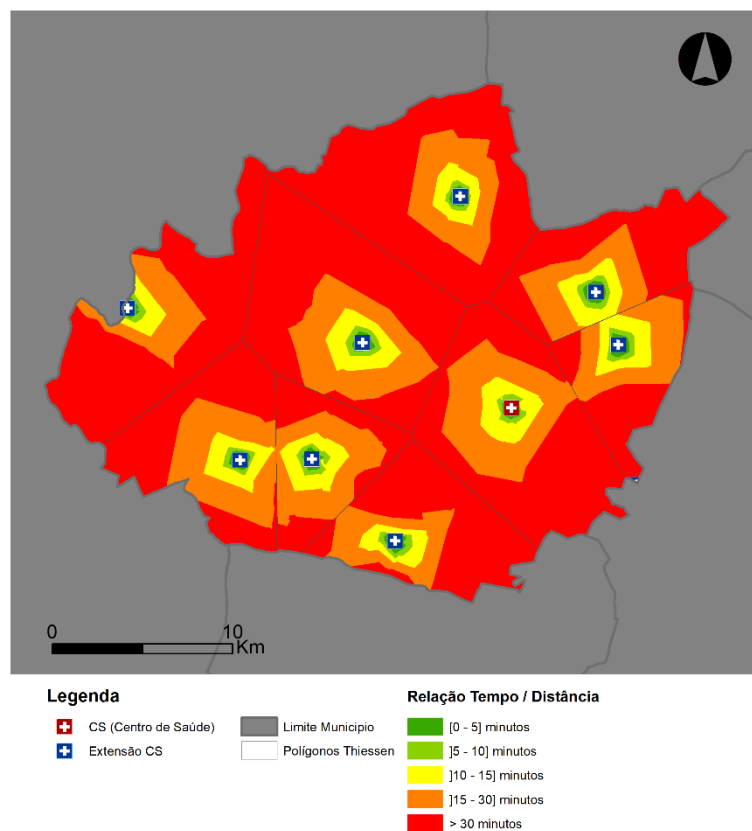 0 10
Km
Legenda
CS (Centro de Saúde)
Extensão CS
Limite Municipio
Polígonos Thiessen
Relação Tempo / Distância
[0 - 5] minutos
]5 - 10] minutos
]10 - 15] minutos
]15 - 30] minutos
> 30 minutos